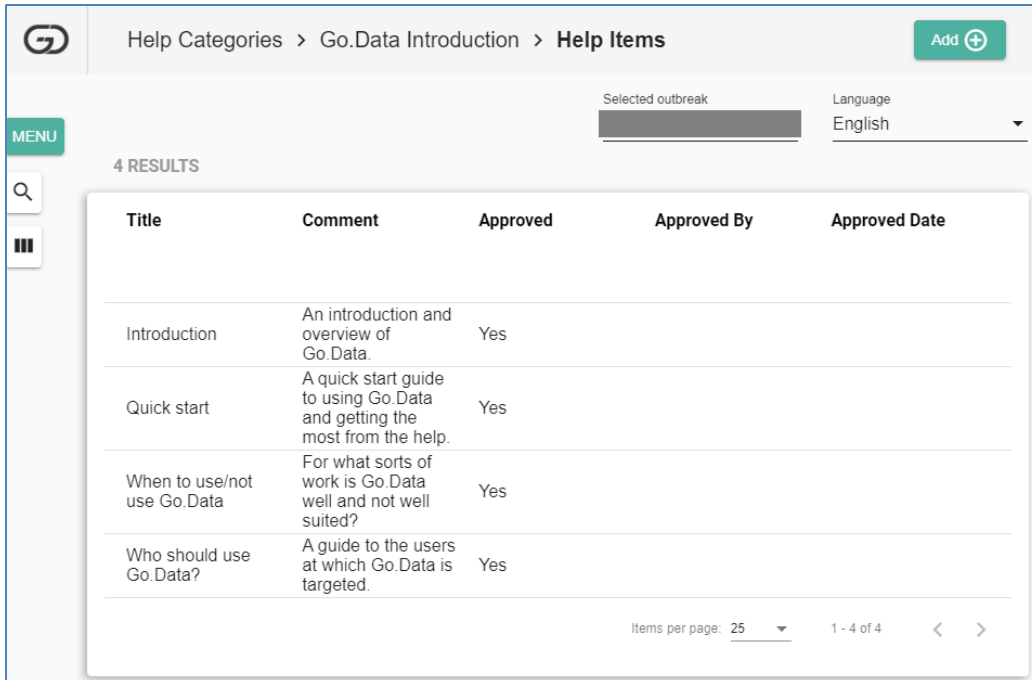 Help Categories > Go.Data Introduction > Help Items
Add
Selected outbreak
Language
English
MENU
4 RESULTS
Title Comment Approved Approved By Approved Date
Introduction
An introduction and
overview of
Go.Data.
Yes
Quick start
A quick start guide
to using Go.Data
and getting the
most from the help.
Yes
When to use/not
use Go.Data
For what sorts of
work is Go.Data
well and not well
suited?
Yes
Who should use
Go.Data?
A guide to the users
at which Go.Data is
targeted.
Yes
Items per page: 25 1 - 4 of 4